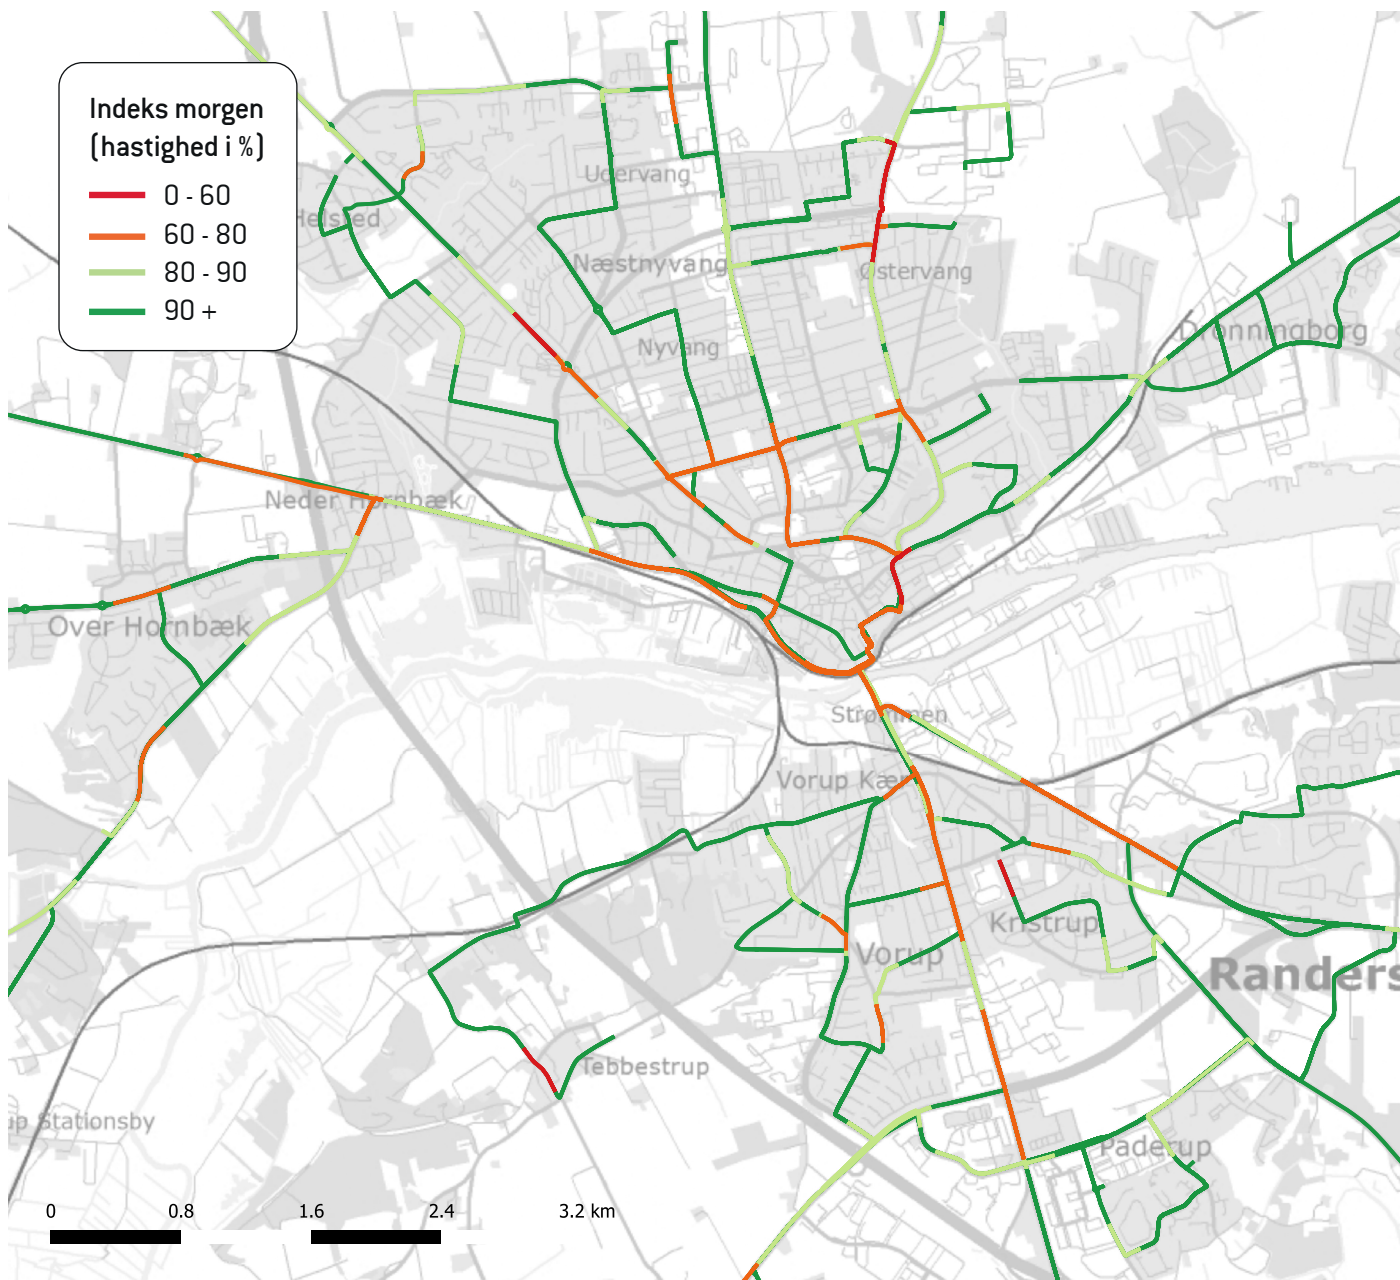 Indeks morgen
(hastighed i %)
0 - 60
60 - 80
80 - 90
90 +
Udervang
Helsted
Næstnyvang
Østervang
Nyvang
Dronningborg
Neder Hornbæk
Over Hornbæk
Strømmen
Vorup Kær
Kristrup
Vorup
Randers
Tebbestrup
up Stationsby
Paderup
0 0.8 1.6 2.4 3.2 km